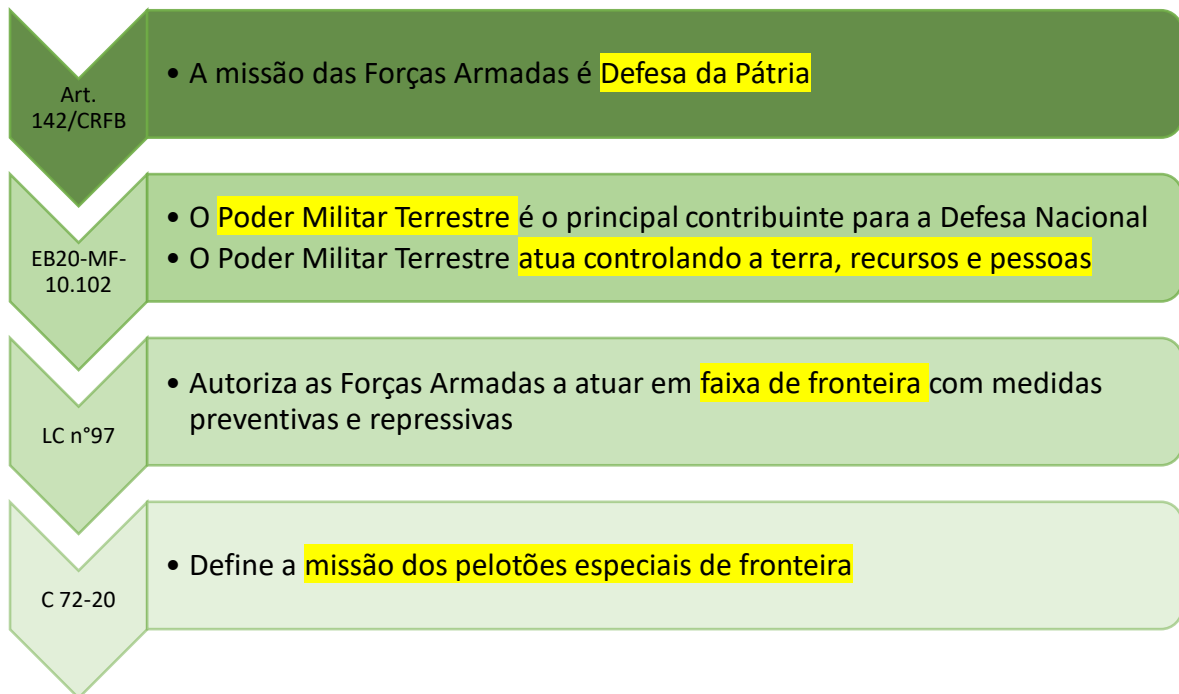 Art.
142/CRFB
• A missão das Forças Armadas é Defesa da Pátria
EB20-MF-
10.102
• O Poder Militar Terrestre é o principal contribuinte para a Defesa Nacional
• O Poder Militar Terrestre atua controlando a terra, recursos e pessoas
LC n°97
• Autoriza as Forças Armadas a atuar em faixa de fronteira com medidas
preventivas e repressivas
C 72-20
• Define a missão dos pelotões especiais de fronteira